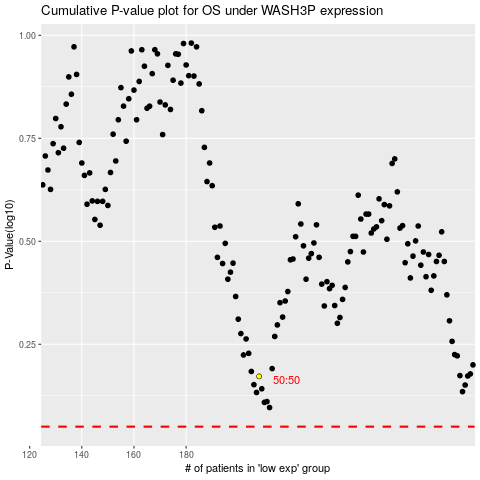 Cumulative P-value plot for OS under WASH3P expression
P-Value(log10)
1.00
0.75
0.50
0.25
50:50
120 140 160 180
# of patients in 'low exp' group